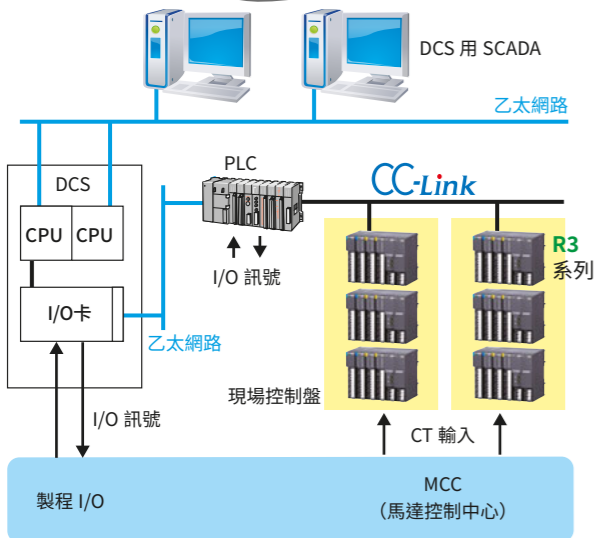 DCS 用 SCADA
乙太網路
DCS
CPU
CPU
I/O卡
乙太網路
I/O 訊號
PLC
I/O 訊號
CC-Link
R3
系列
現場控制盤
CT 輸入
製程 I/O
MCC
（馬達控制中心）